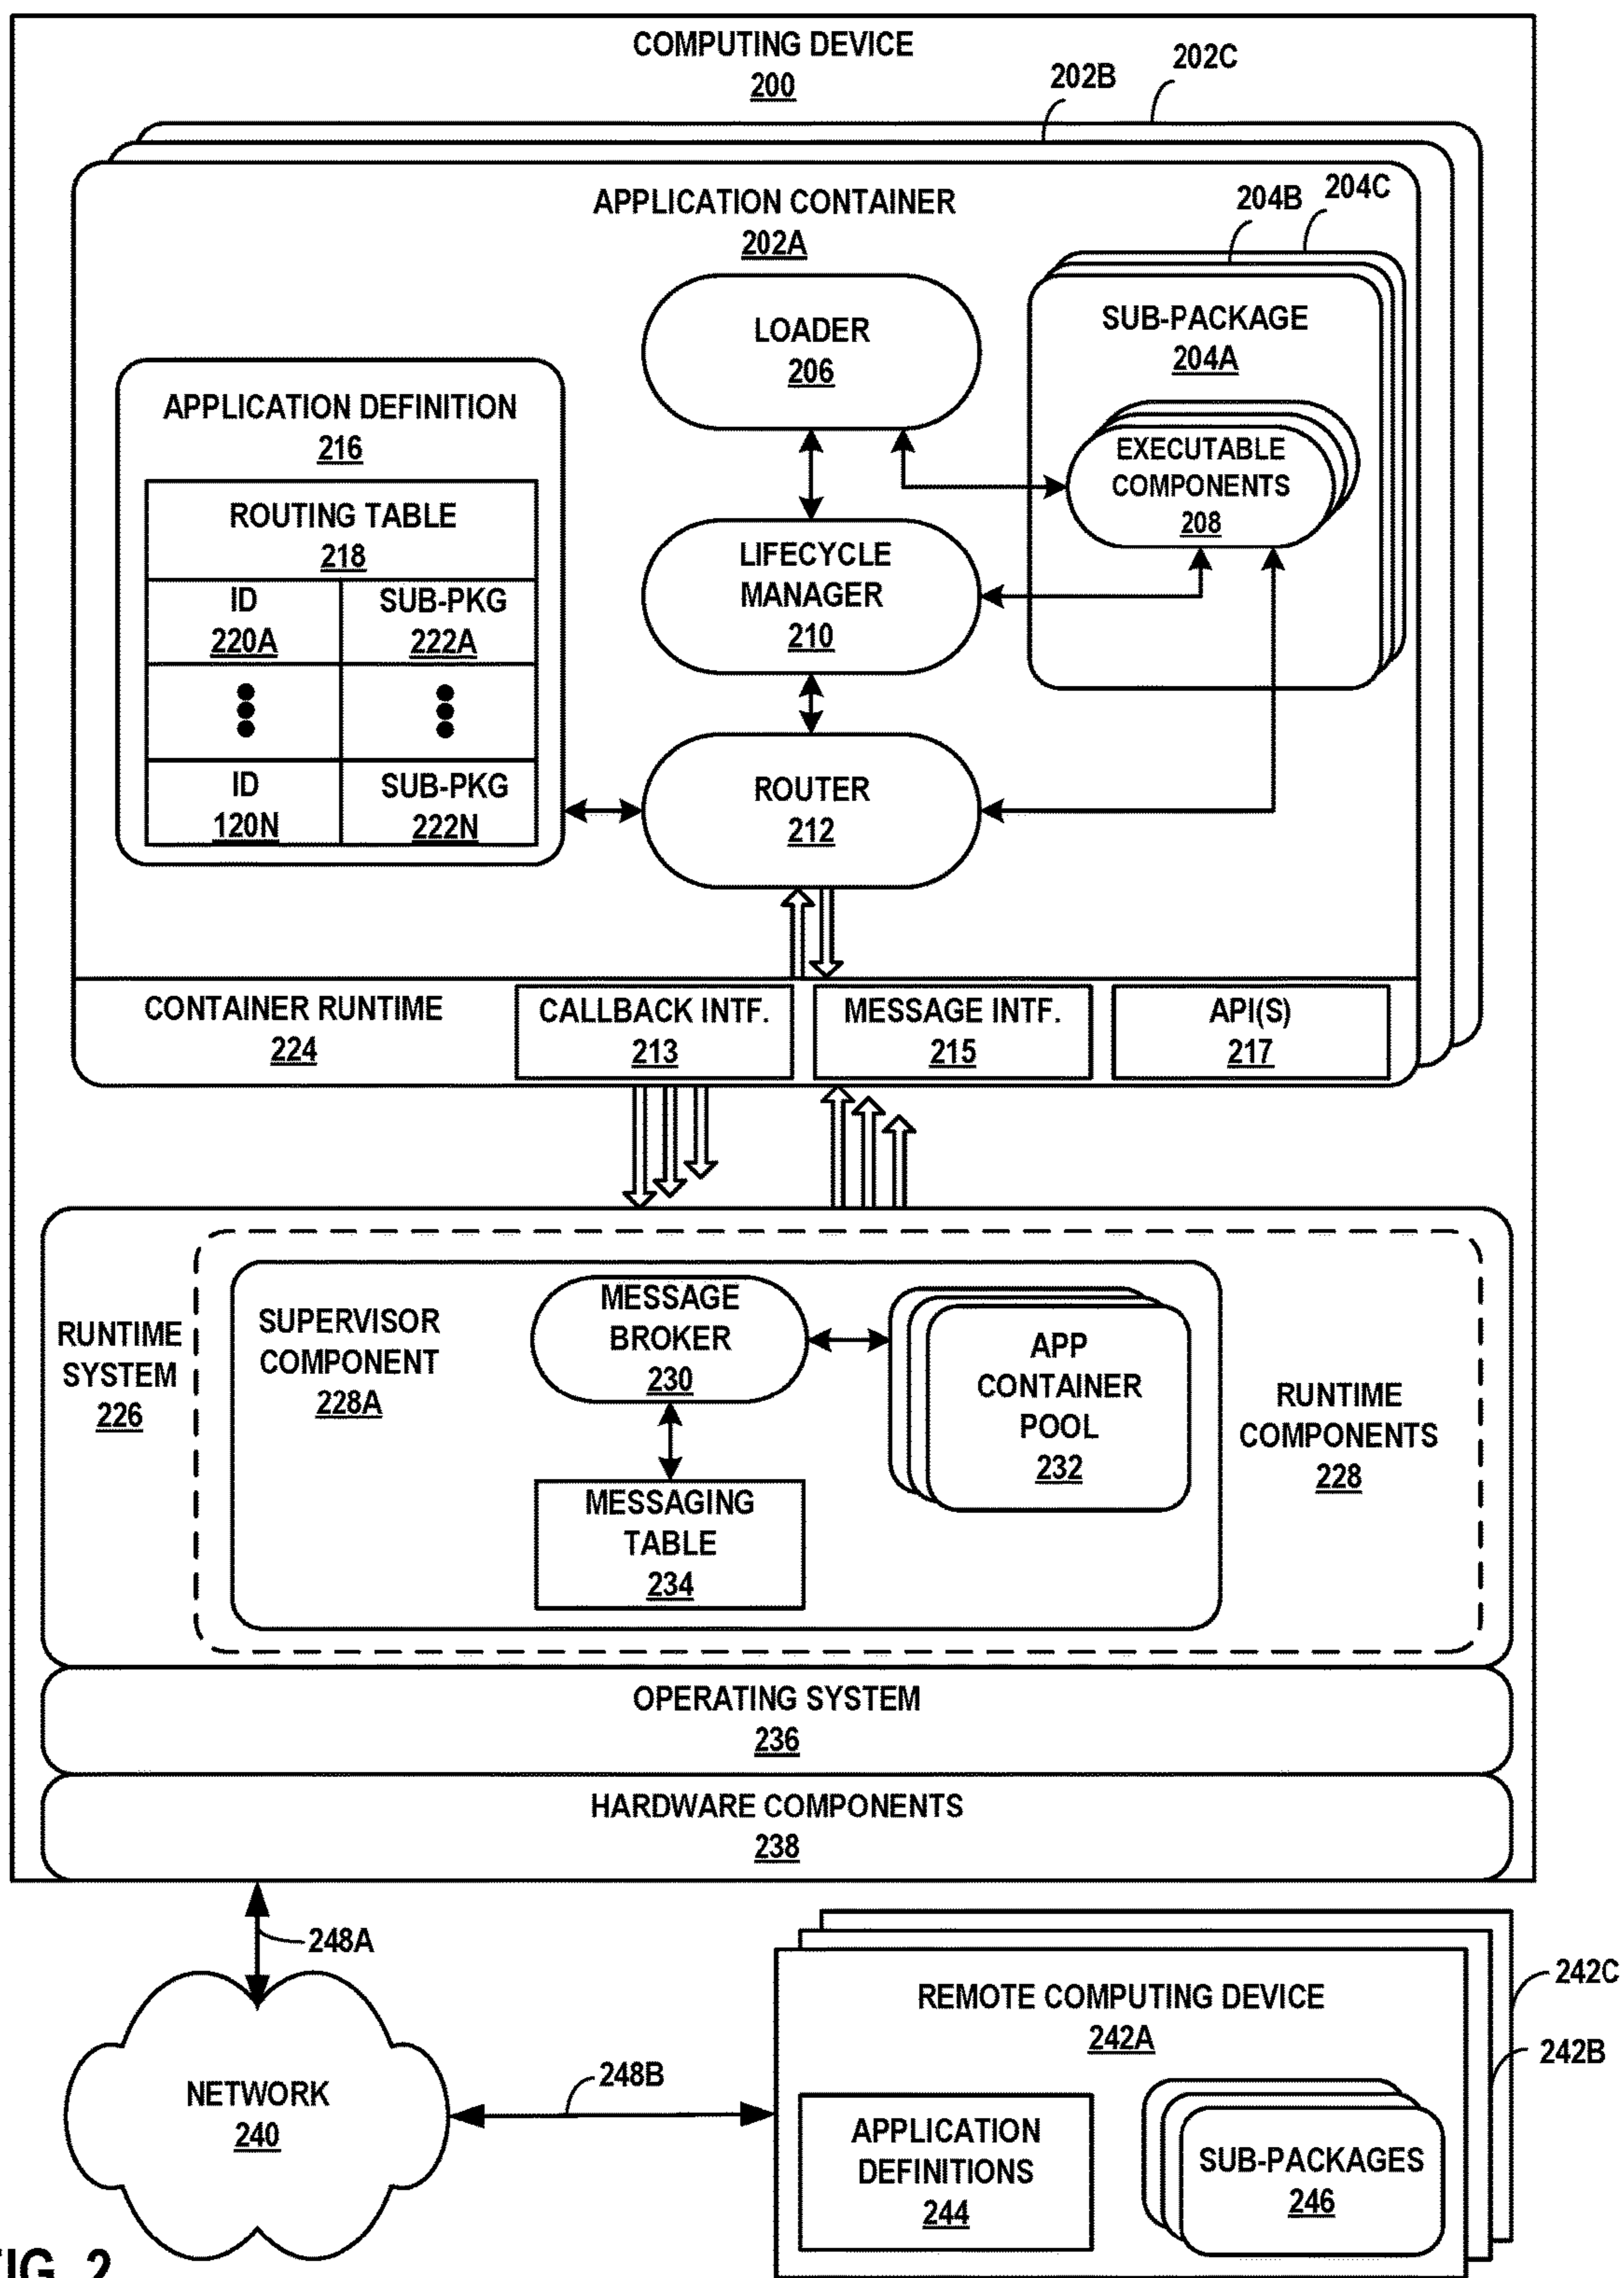 COMPUTING DEVICE
200
202B
202C
APPLICATION CONTAINER
202A
204B
204C
LOADER
206
SUB-PACKAGE
204A
EXECUTABLE
COMPONENTS
208
APPLICATION DEFINITION
216
ROUTING TABLE
218
ID
220A
SUB-PKG
222A
ID
120N
SUB-PKG
222N
LIFECYCLE
MANAGER
210
ROUTER
212
CONTAINER RUNTIME
224
CALLBACK INTF.
213
MESSAGE INTF.
215
API(S)
217
RUNTIME
SYSTEM
226
SUPERVISOR
COMPONENT
228A
MESSAGE
BROKER
230
APP
CONTAINER
POOL
232
MESSAGING
TABLE
234
RUNTIME
COMPONENTS
228
OPERATING SYSTEM
236
HARDWARE COMPONENTS
238
248A
NETWORK
240
248B
REMOTE COMPUTING DEVICE
242A
242C
242B
APPLICATION
DEFINITIONS
244
SUB-PACKAGES
246
FIG. 2